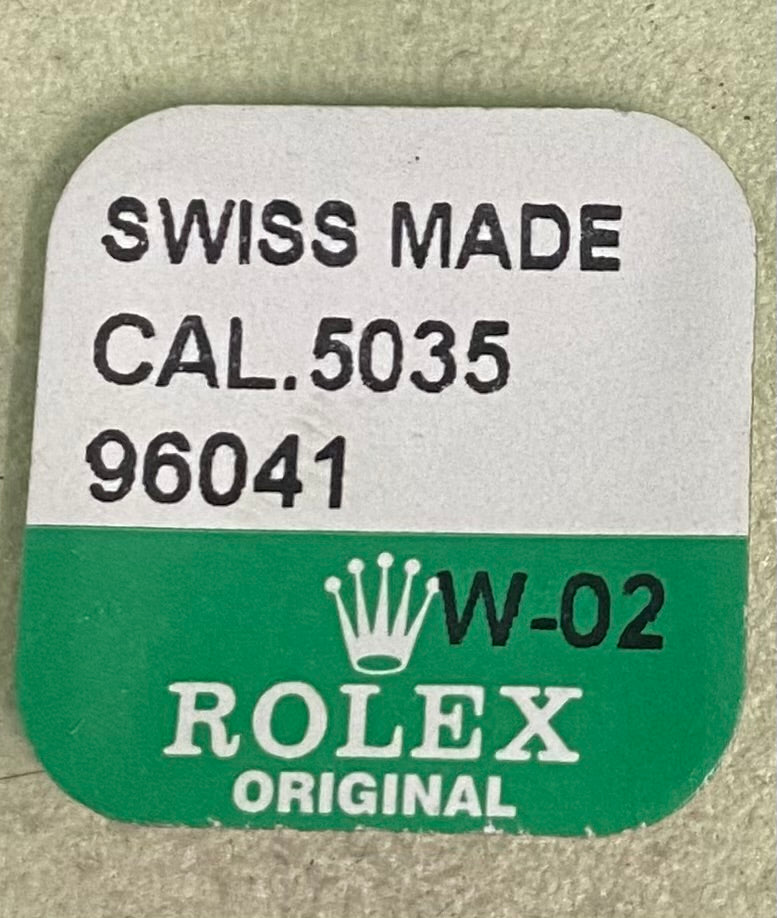 SWISS MADE
CAL.5035
96041
W-02
ROLEX
ORIGINAL